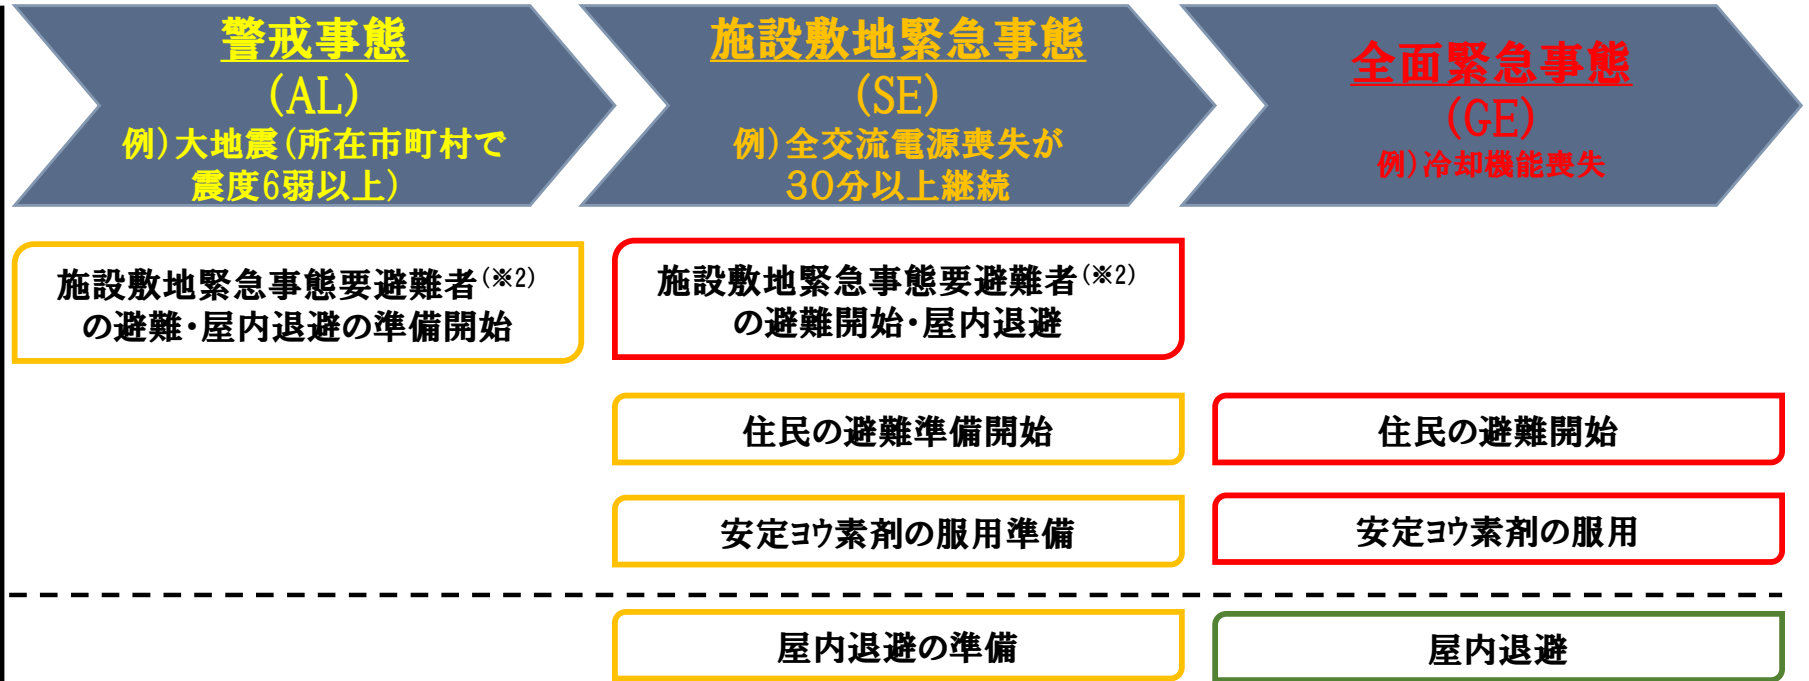 警戒事態
(AL)
例)大地震(所在市町村で
震度6弱以上)
施設敷地緊急事態
(SE)
例)全交流電源喪失が
30分以上継続
全面緊急事態
(GE)
例)冷却機能喪失
施設敷地緊急事態要避難者(※2)
の避難・屋内退避の準備開始
施設敷地緊急事態要避難者(※2)
の避難開始・屋内退避
住民の避難準備開始
住民の避難開始
安定ヨウ素剤の服用準備
安定ヨウ素剤の服用
屋内退避の準備
屋内退避